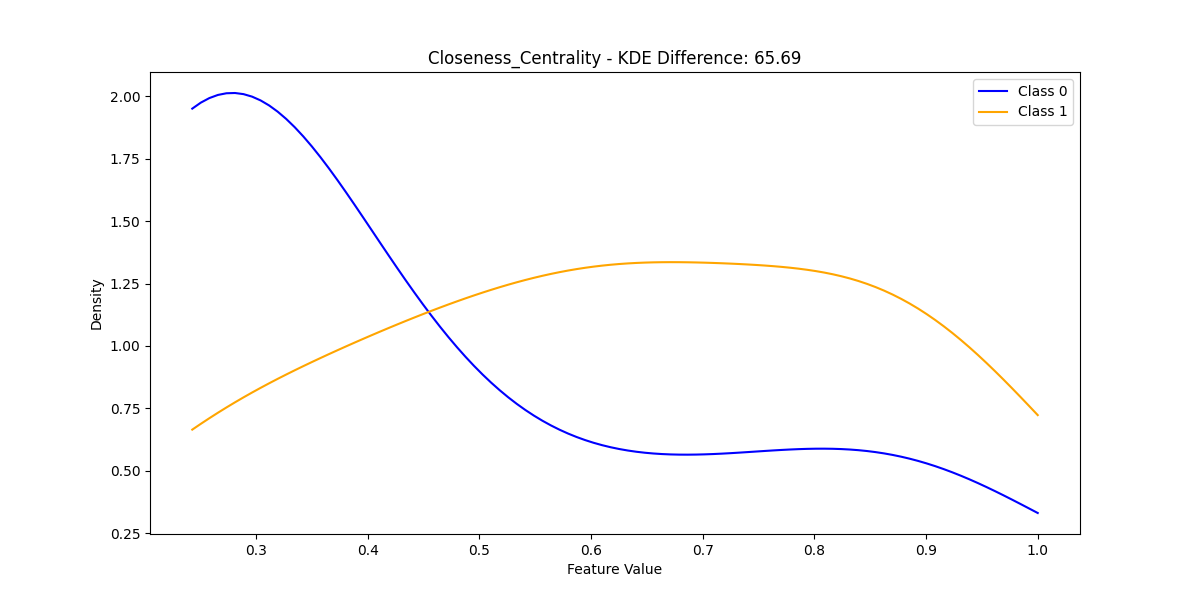 Closeness_Centrality - KDE Difference: 65.69
Class 0
Class 1
2.00
1.75
1.50
1.25
1.00
0.75
0.50
0.25
Density
0.3 0.4 0.5 0.6 0.7 0.8 0.9 1.0
Feature Value